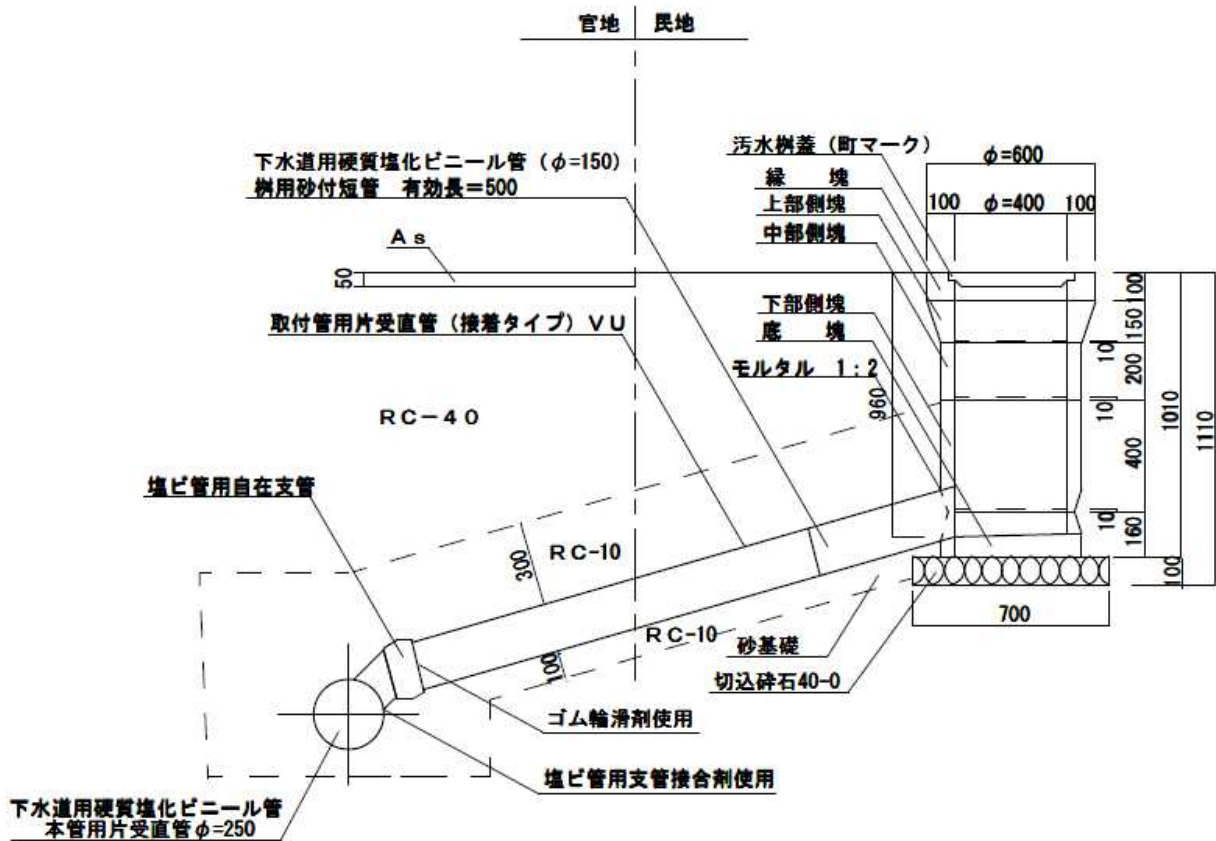 官地 民地
下水道用硬質塩化ビニール管（φ=150）
桝用砂付短管　有効長＝500
Ａｓ
50
取付管用片受直管（接着タイプ）ＶＵ
ＲＣ－４０
塩ビ管用自在支管
RC-10
300
RC-10
100
ゴム輪滑剤使用
塩ビ管用支管接合剤使用
下水道用硬質塩化ビニール管
本管用片受直管φ=250
汚水桝蓋（町マーク）
縁　塊
上部側塊
中部側塊
下部側塊
底　塊
モルタル　1：2
砂基礎
切込砕石40-0
φ=600
100 φ=400 100
960
100
150
10
200
10
400
10
160
100
1010
1110
700